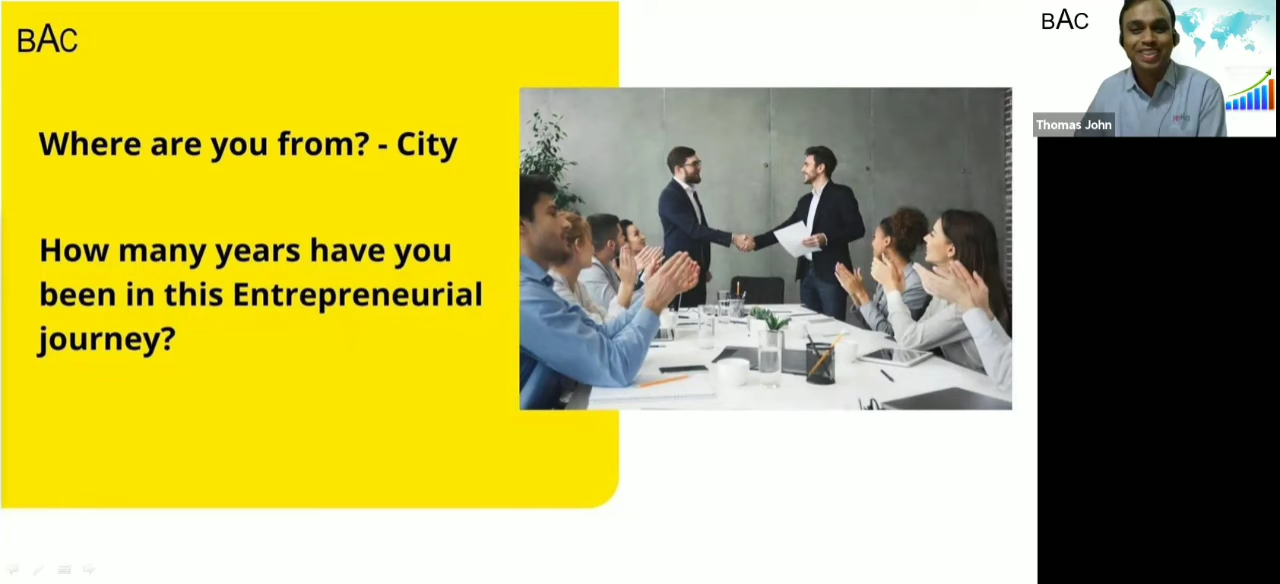 BAC
Where are you from? - City
How many years have you
been in this Entrepreneurial
journey?
BAC
Thomas John